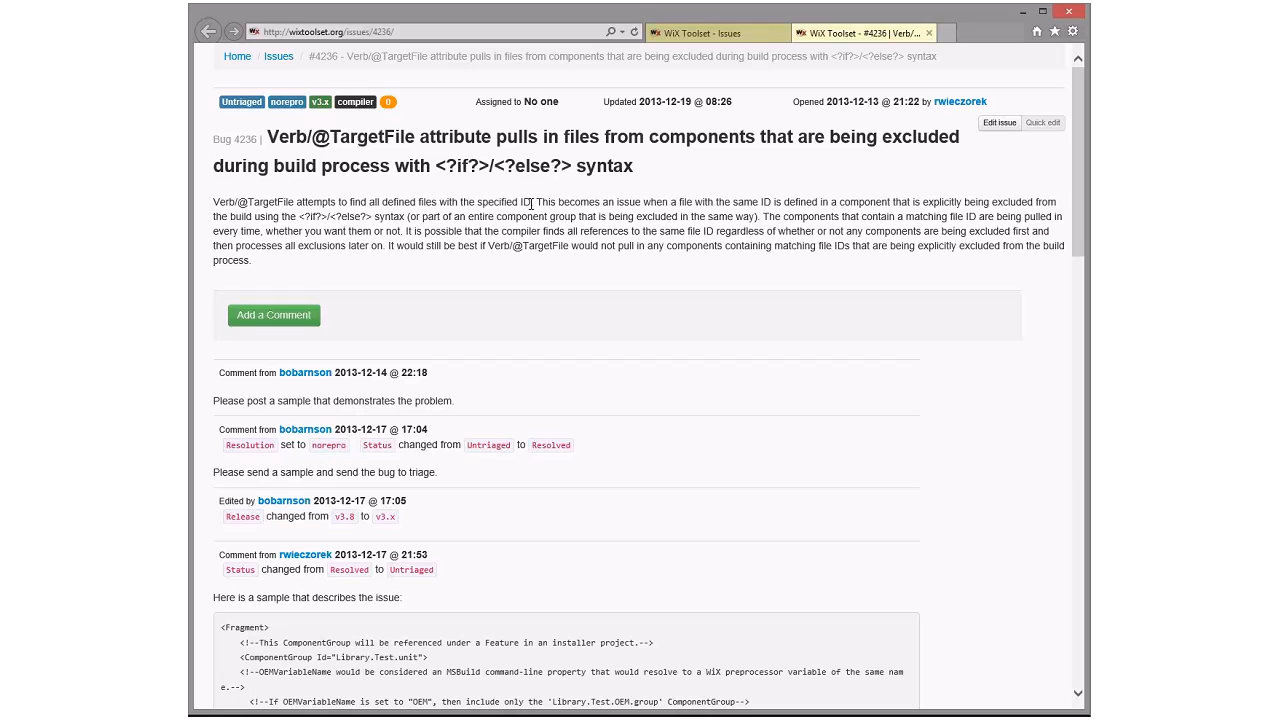 http://wixtoolset.org/issues/4236/
WiX Toolset - Issues
WiX Toolset - #4236 | Verb/...
Home Issues #4236 - Verb/@TargetFile attribute pulls in files from components that are being excluded during build process with <?if?>/<?else?> syntax
Untriaged norepro v3.x compiler 0 Assigned to No one Updated 2013-12-19 @ 08:26 Opened 2013-12-13 @ 21:22 by rwieczorek
Edit issue Quick edit
Bug 4236 | Verb/@TargetFile attribute pulls in files from components that are being excluded
during build process with <?if?>/<?else?> syntax
Verb/@TargetFile attempts to find all defined files with the specified ID. This becomes an issue when a file with the same ID is defined in a component that is explicitly being excluded from
the build using the <?if?>/<?else?> syntax (or part of an entire component group that is being excluded in the same way). The components that contain a matching file ID are being pulled in
every time, whether you want them or not. It is possible that the compiler finds all references to the same file ID regardless of whether or not any components are being excluded first and
then processes all exclusions later on. It would still be best if Verb/@TargetFile would not pull in any components containing matching file IDs that are being explicitly excluded from the build
process.
Add a Comment
Comment from bobarnson 2013-12-14 @ 22:18
Please post a sample that demonstrates the problem.
Comment from bobarnson 2013-12-17 @ 17:04
Resolution set to norepro Status changed from Untriaged to Resolved
Please send a sample and send the bug to triage.
Edited by bobarnson 2013-12-17 @ 17:05
Release changed from v3.8 to v3.x
Comment from rwieczorek 2013-12-17 @ 21:53
Status changed from Resolved to Untriaged
Here is a sample that describes the issue:
<Fragment>
<!--This ComponentGroup will be referenced under a Feature in an installer project.-->
<ComponentGroup Id="Library.Test.unit">
<!--OEMVariableName would be considered an MSBuild command-line property that would resolve to a WiX preprocessor variable of the same nam
e.-->
<!--If OEMVariableName is set to "OEM", then include only the 'Library.Test.OEM.group' ComponentGroup-->